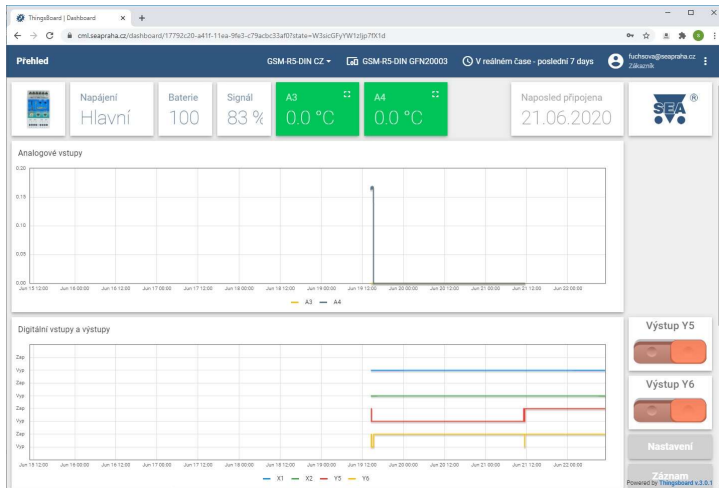 ThingsBoard | Dashboard
cml.seapraha.cz/dashboard/17792c20-a41f-11ea-9fe3-c79acbc33af0?state=W3sicGFyYW1zIjp7fX1d
Přehled
GSM-R5-DIN CZ
GSM-R5-DIN GFN20003
V reálném čase - poslední 7 days
fuchsova@seapraha.cz
Zákazník
Napájení
Hlavní
Baterie
100
Signál
83 %
A3
0.0 °C
A4
0.0 °C
Naposled připojena
21.06.2020
SEA ®
Analogové vstupy
0.20
0.15
0.10
0.05
0.00
Jun 15 12:00 Jun 16 00:00 Jun 16 12:00 Jun 17 00:00 Jun 17 12:00 Jun 18 00:00 Jun 18 12:00 Jun 19 00:00 Jun 19 12:00 Jun 20 00:00 Jun 20 12:00 Jun 21 00:00 Jun 21 12:00 Jun 22 00:00
A3 A4
Digitální vstupy a výstupy
Zap
Vyp
Zap
Vyp
Zap
Vyp
Zap
Vyp
Jun 15 12:00 Jun 16 00:00 Jun 16 12:00 Jun 17 00:00 Jun 17 12:00 Jun 18 00:00 Jun 18 12:00 Jun 19 00:00 Jun 19 12:00 Jun 20 00:00 Jun 20 12:00 Jun 21 00:00 Jun 21 12:00 Jun 22 00:00
X1 X2 Y5 Y6
Výstup Y5
Výstup Y6
Nastavení
Záznam
Powered by Thingsboard v.3.0.1